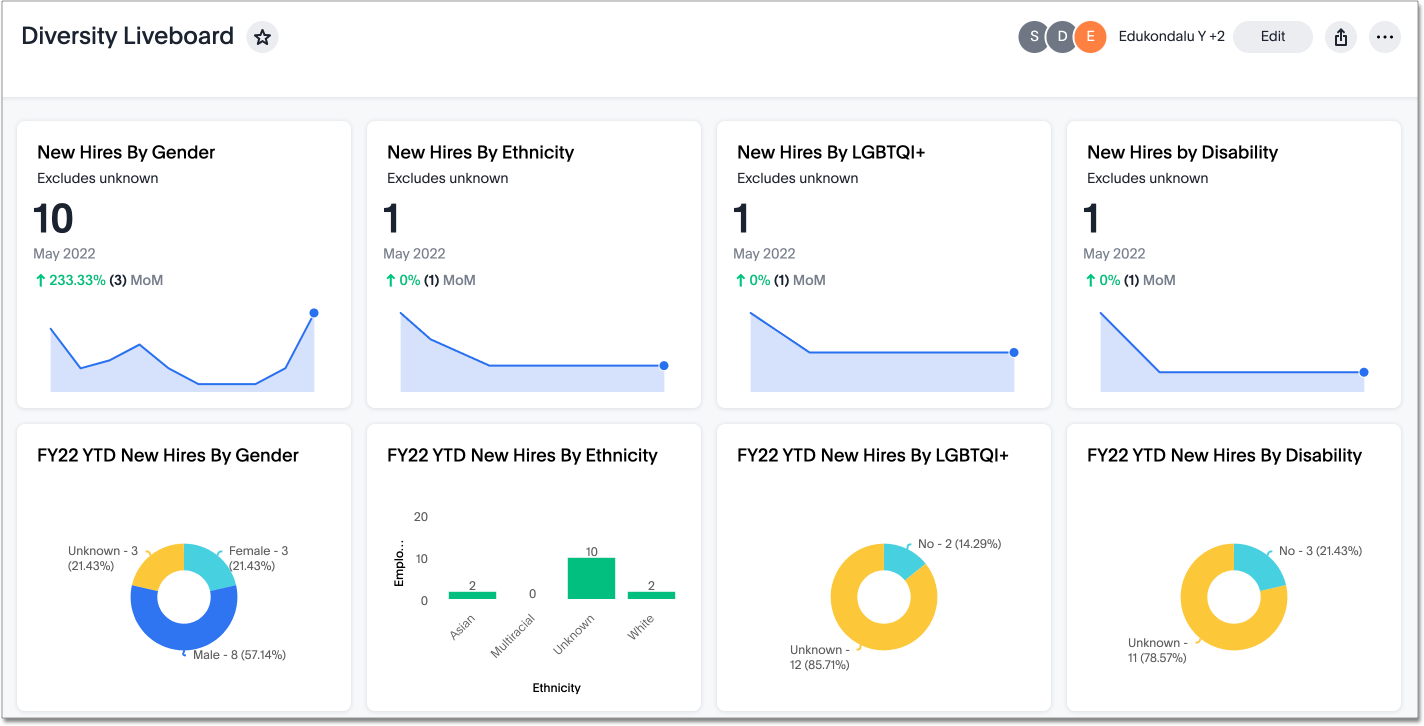 Diversity Liveboard
S D E Edukondalu Y +2 Edit
New Hires By Gender
Excludes unknown
10
May 2022
↑ 233.33% (3) MoM
New Hires By Ethnicity
Excludes unknown
1
May 2022
↑ 0% (1) MoM
New Hires By LGBTQI+
Excludes unknown
1
May 2022
↑ 0% (1) MoM
New Hires by Disability
Excludes unknown
1
May 2022
↑ 0% (1) MoM
FY22 YTD New Hires By Gender
Unknown - 3
(21.43%)
Female - 3
(21.43%)
Male - 8 (57.14%)
FY22 YTD New Hires By Ethnicity
Emplo...
20
10
0
2
0
10
2
Asian
Multiracial
Unknown
White
Ethnicity
FY22 YTD New Hires By LGBTQI+
No - 2 (14.29%)
Unknown -
12 (85.71%)
FY22 YTD New Hires By Disability
No - 3 (21.43%)
Unknown -
11 (78.57%)